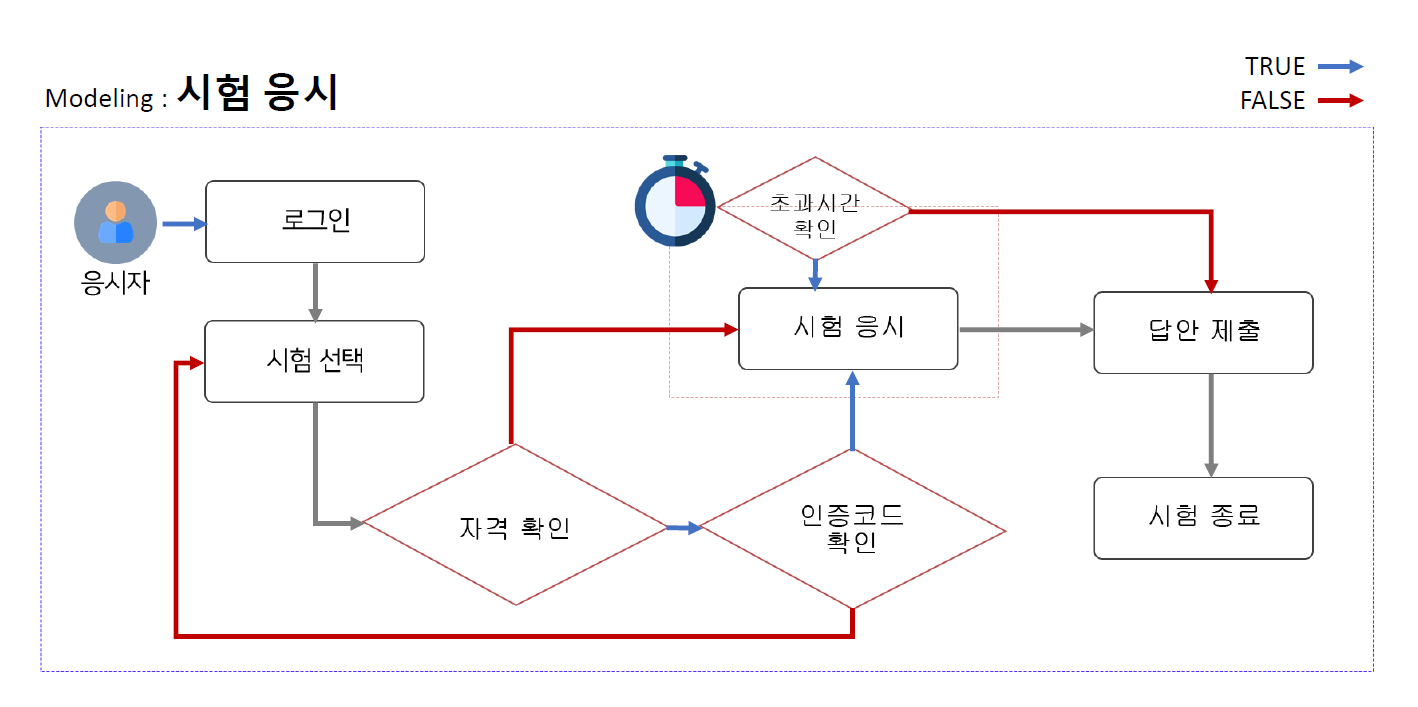 TRUE
FALSE
Modeling : 시험 응시
응시자
로그인
초과시간
확인
시험 선택
시험 응시
답안 제출
자격 확인
인증코드
확인
시험 종료